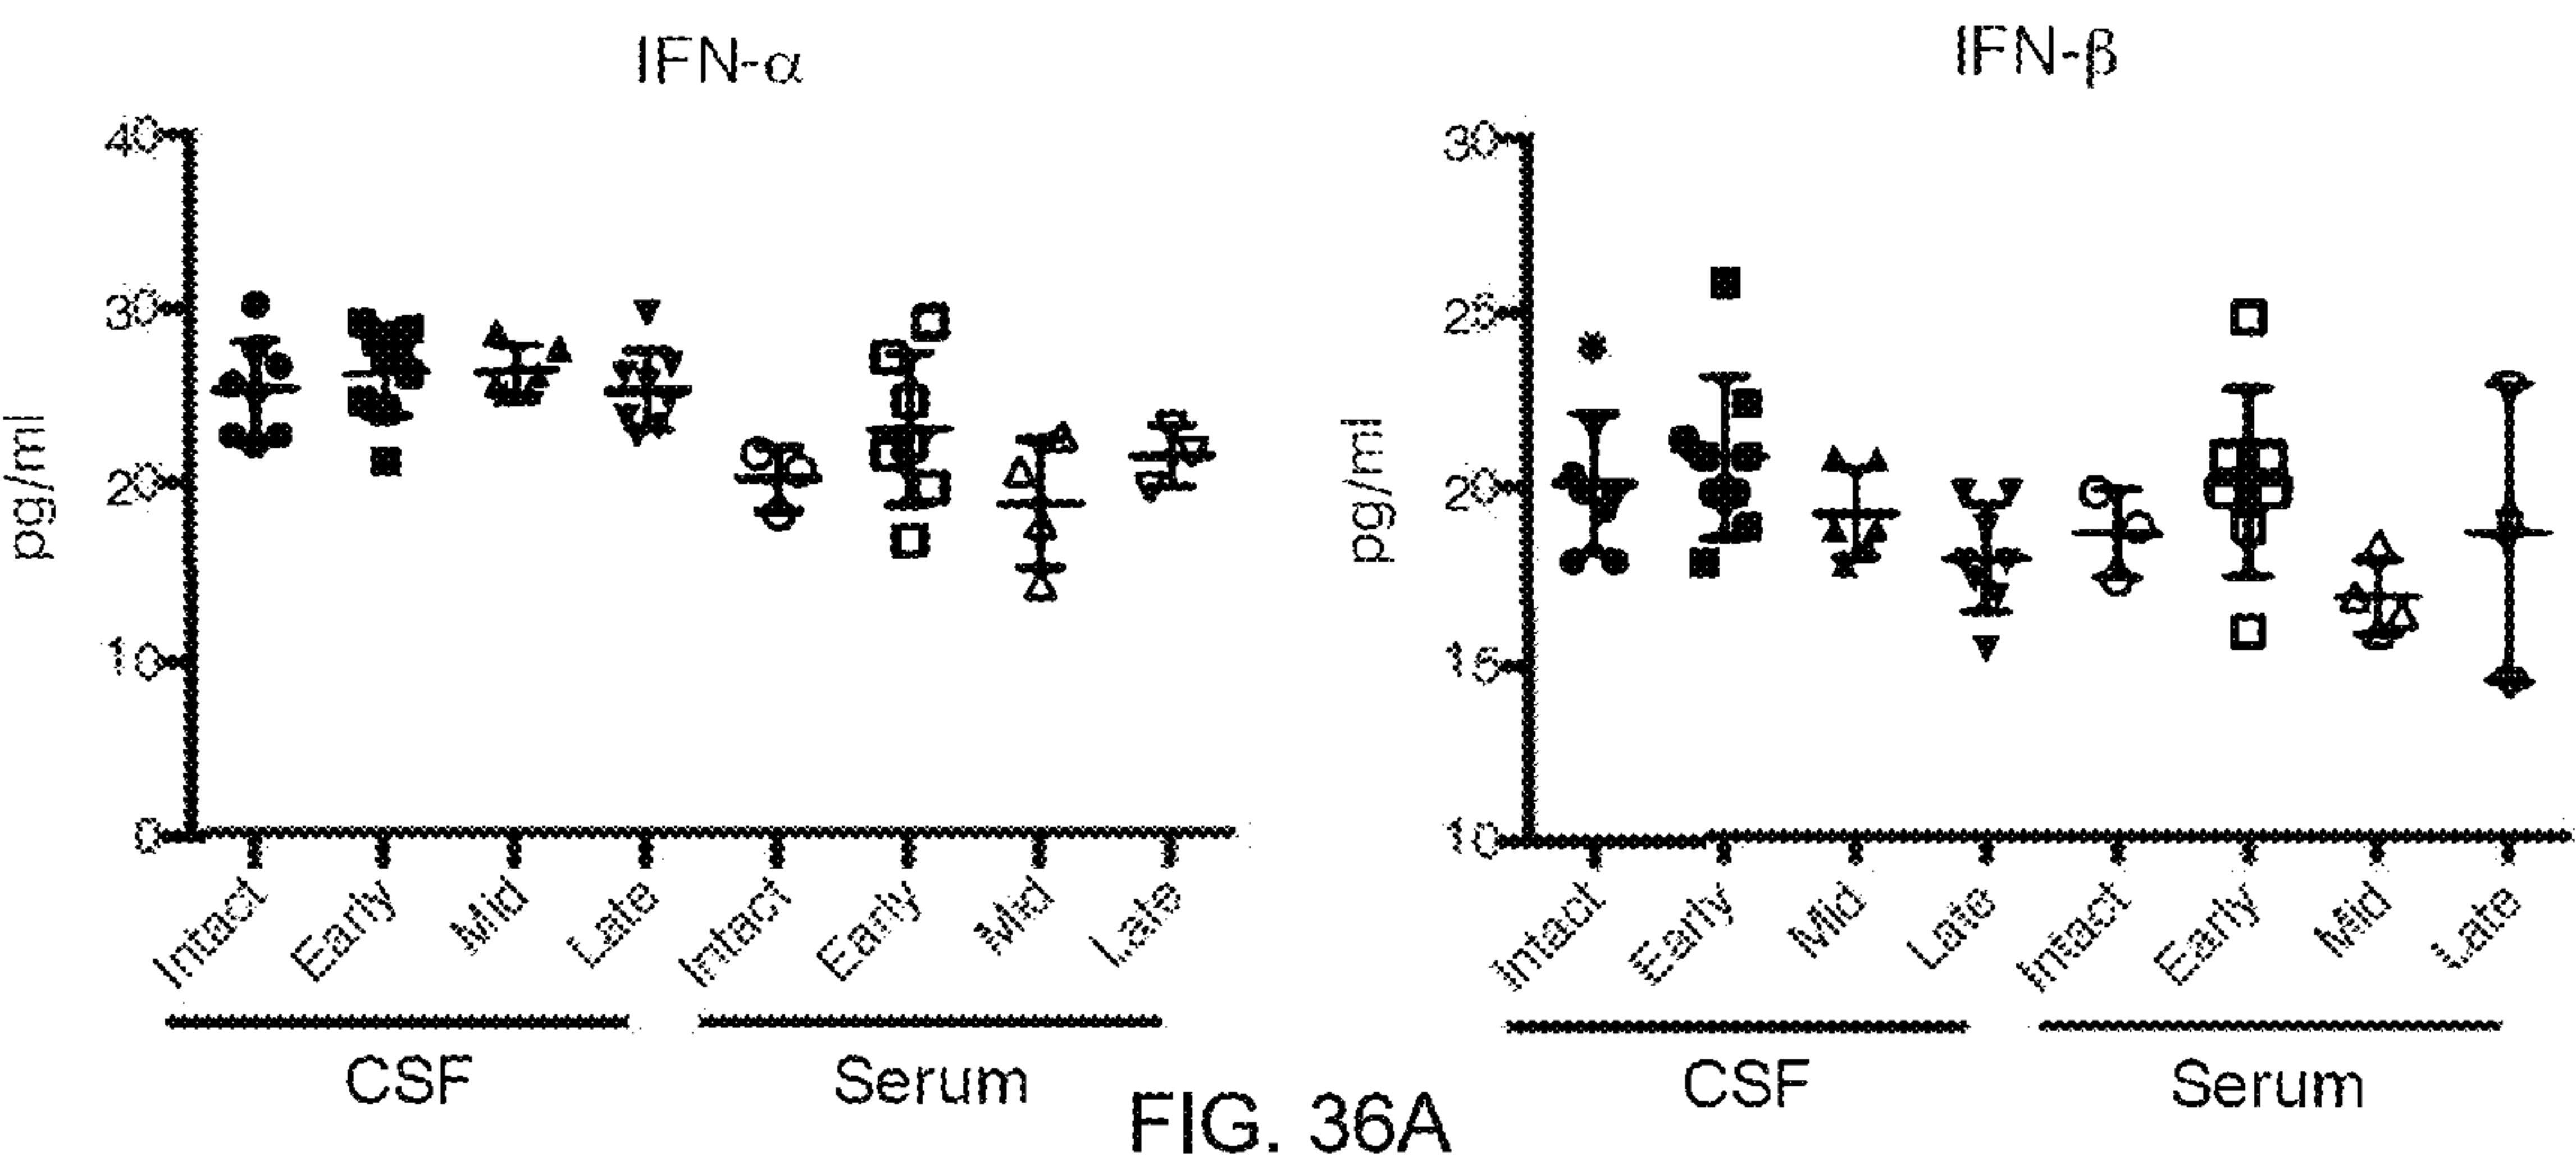 IFN-α
40
30
20
10
0
pg/ml
Intact Early Mid Late Intact Early Mid Late
CSF Serum
IFN-β
30
25
20
15
10
pg/ml
Intact Early Mid Late Intact Early Mid Late
CSF Serum
FIG. 36A